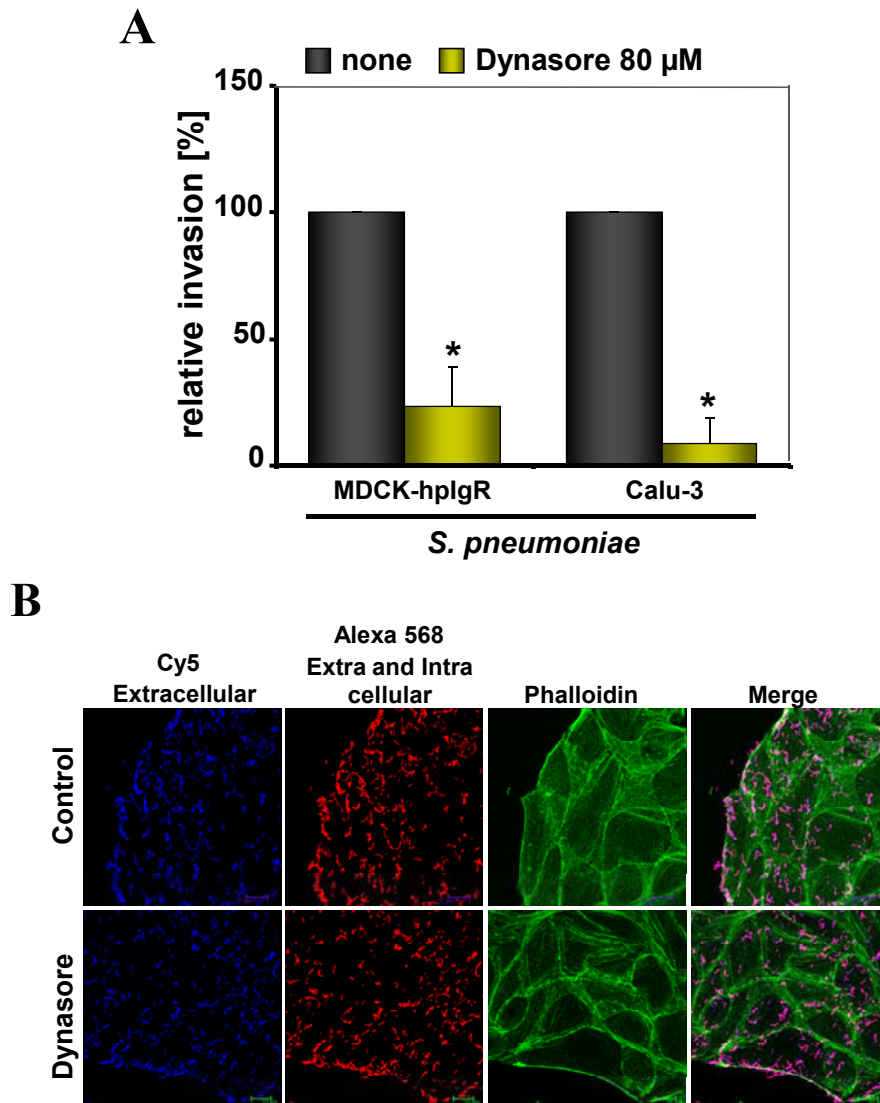 A
none Dynasore 80 µM
relative invasion [%]
150
100
50
0
*
*
MDCK-hpIgR Calu-3
S. pneumoniae
B
Cy5
Extracellular
Alexa 568
Extra and Intra
cellular
Phalloidin
Merge
Control
Dynasore